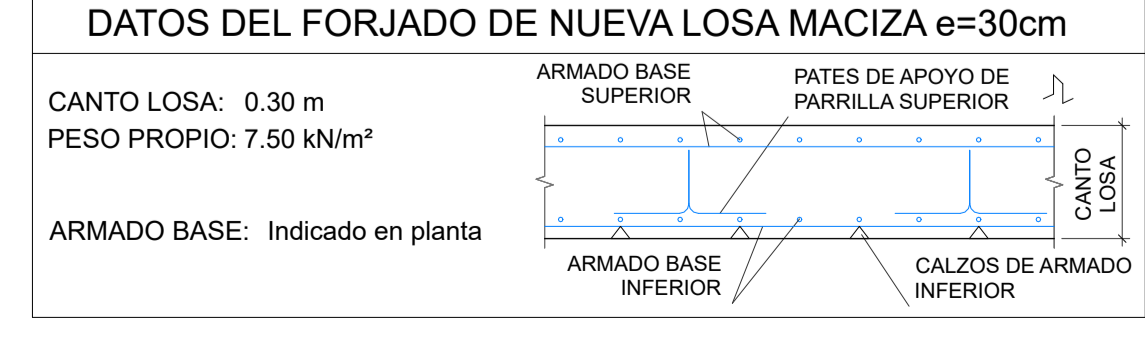 DATOS DEL FORJADO DE NUEVA LOSA MACIZA e=30cm
CANTO LOSA: 0.30 m
PESO PROPIO: 7.50 kN/m²
ARMADO BASE: Indicado en planta
ARMADO BASE
SUPERIOR
PATES DE APOYO DE
PARRILLA SUPERIOR
CANTO
LOSA
ARMADO BASE
INFERIOR
CALZOS DE ARMADO
INFERIOR